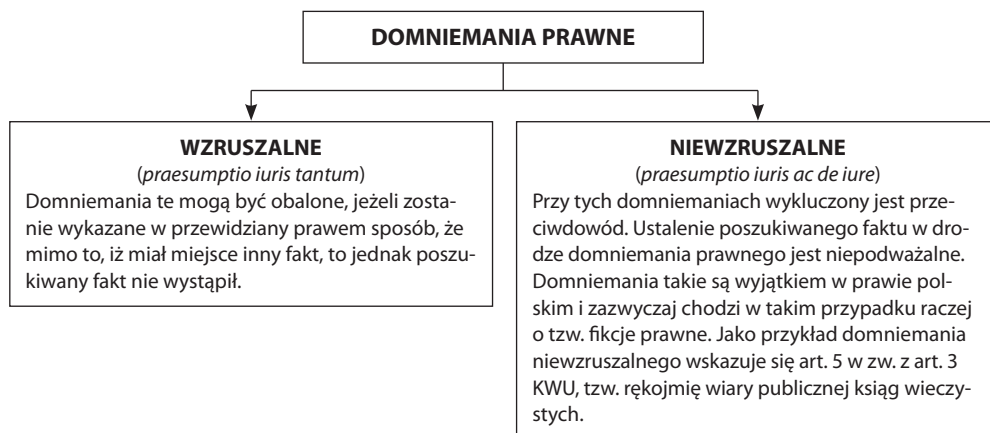 DOMNIEMANIA PRAWNE
WZRUSZALNE
(praesumptio iuris tantum)
Domniemania te mogą być obalone, jeżeli zosta-
nie wykazane w przewidziany prawem sposób, że
mimo to, iż miał miejsce inny fakt, to jednak poszu-
kiwany fakt nie wystąpił.
NIEWZRUSZALNE
(praesumptio iuris ac de iure)
Przy tych domniemaniach wykluczony jest prze-
ciwdowód. Ustalenie poszukiwanego faktu w dro-
dze domniemania prawnego jest niepodważalne.
Domniemania takie są wyjątkiem w prawie pol-
skim i zazwyczaj chodzi w takim przypadku raczej
o tzw. fikcje prawne. Jako przykład domniemania
niewzruszalnego wskazuje się art. 5 w zw. z art. 3
KWU, tzw. rękojmię wiary publicznej ksiąg wieczy-
stych.